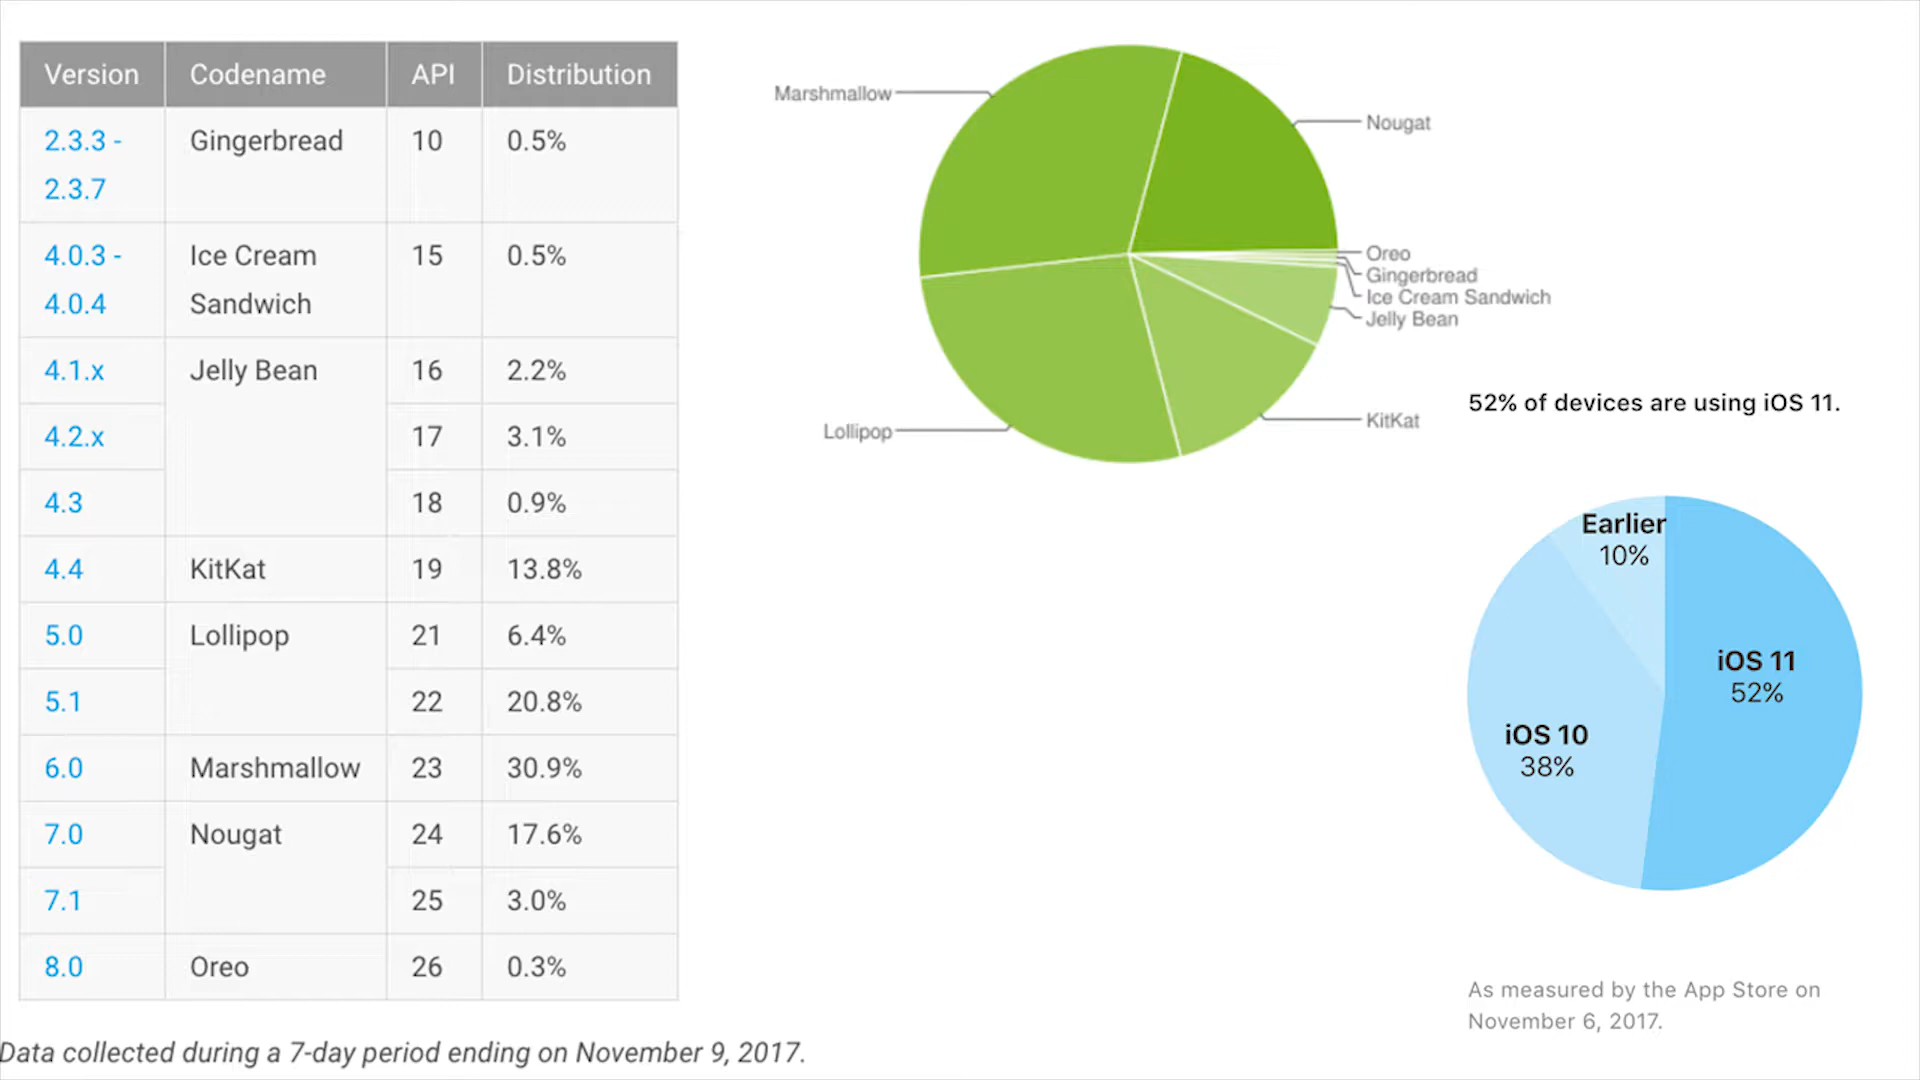 Version Codename API Distribution
2.3.3 - Gingerbread 10 0.5%
2.3.7
4.0.3 - Ice Cream 15 0.5%
4.0.4 Sandwich
4.1.x Jelly Bean 16 2.2%
4.2.x 17 3.1%
4.3 18 0.9%
4.4 KitKat 19 13.8%
5.0 Lollipop 21 6.4%
5.1 22 20.8%
6.0 Marshmallow 23 30.9%
7.0 Nougat 24 17.6%
7.1 25 3.0%
8.0 Oreo 26 0.3%
Data collected during a 7-day period ending on November 9, 2017.
Marshmallow
Nougat
Oreo
Gingerbread
Ice Cream Sandwich
Jelly Bean
KitKat
Lollipop
52% of devices are using iOS 11.
Earlier
10%
iOS 11
52%
iOS 10
38%
As measured by the App Store on
November 6, 2017.